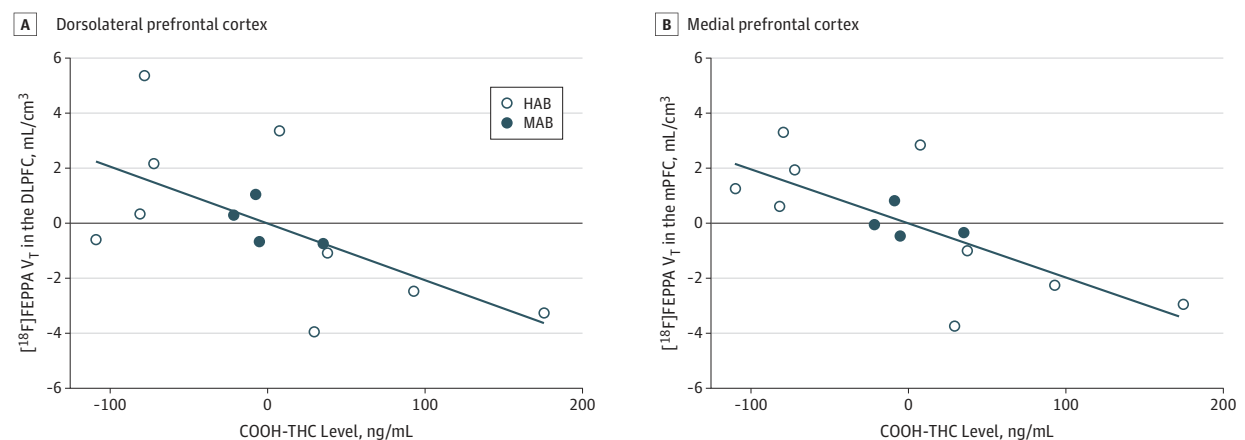 A Dorsolateral prefrontal cortex
6
4
2
0
-2
-4
-6
-100 0 100 200
[18F]FEPPA VT in the DLPFC, mL/cm3
COOH-THC Level, ng/mL
HAB
MAB
B Medial prefrontal cortex
6
4
2
0
-2
-4
-6
-100 0 100 200
[18F]FEPPA VT in the mPFC, mL/cm3
COOH-THC Level, ng/mL